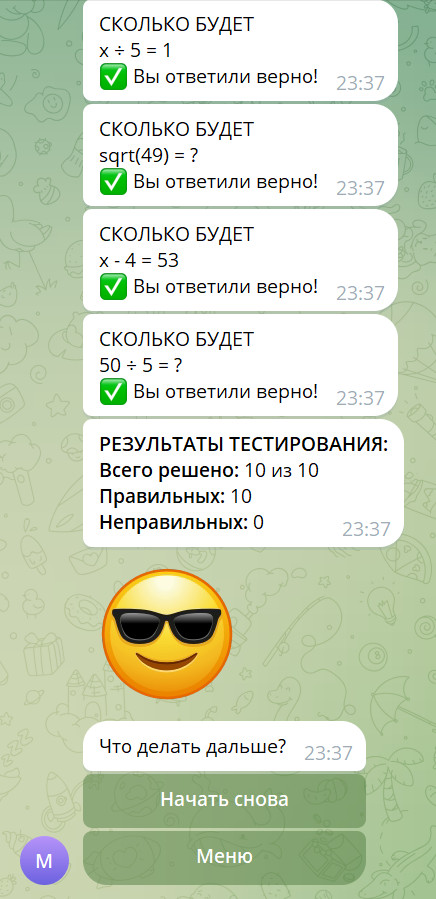 СКОЛЬКО БУДЕТ
x ÷ 5 = 1
✅ Вы ответили верно! 23:37
СКОЛЬКО БУДЕТ
sqrt(49) = ?
✅ Вы ответили верно! 23:37
СКОЛЬКО БУДЕТ
x - 4 = 53
✅ Вы ответили верно! 23:37
СКОЛЬКО БУДЕТ
50 ÷ 5 = ?
✅ Вы ответили верно! 23:37
РЕЗУЛЬТАТЫ ТЕСТИРОВАНИЯ:
Всего решено: 10 из 10
Правильных: 10
Неправильных: 0 23:37
Что делать дальше? 23:37
Начать снова
Меню
М